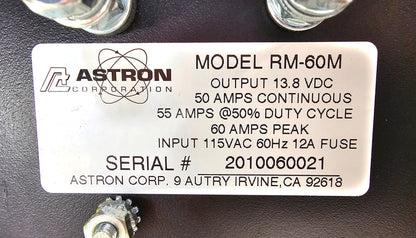 ASTRON
CORPORATION
MODEL RM-60M
OUTPUT 13.8 VDC
50 AMPS CONTINUOUS
55 AMPS @50% DUTY CYCLE
60 AMPS PEAK
INPUT 115VAC 60Hz 12A FUSE
SERIAL # 2010060021
ASTRON CORP. 9 AUTRY IRVINE,CA 92618